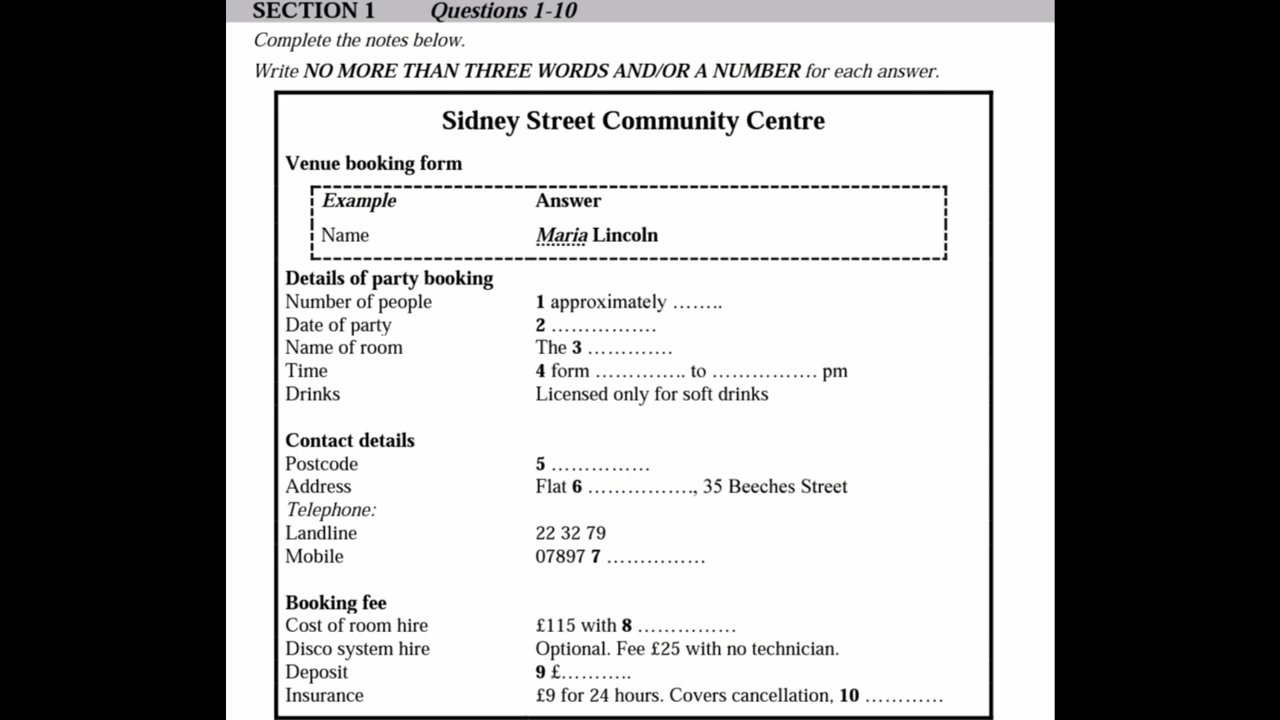 SECTION 1 Questions 1-10
Complete the notes below.
Write NO MORE THAN THREE WORDS AND/OR A NUMBER for each answer.
Sidney Street Community Centre
Venue booking form
Example Answer
Name Maria Lincoln
Details of party booking
Number of people 1 approximately ........
Date of party 2 ................
Name of room The 3 .............
Time 4 form .............. to ................ pm
Drinks Licensed only for soft drinks
Contact details
Postcode 5 ...............
Address Flat 6 ................, 35 Beeches Street
Telephone:
Landline 22 32 79
Mobile 07897 7 ...............
Booking fee
Cost of room hire £115 with 8 ...............
Disco system hire Optional. Fee £25 with no technician.
Deposit 9 £...........
Insurance £9 for 24 hours. Covers cancellation, 10 ............